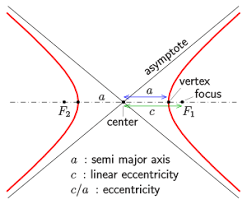 asymptote
vertex
focus
a
a
F₂
c
F₁
center
a : semi major axis
c : linear eccentricity
c/a : eccentricity